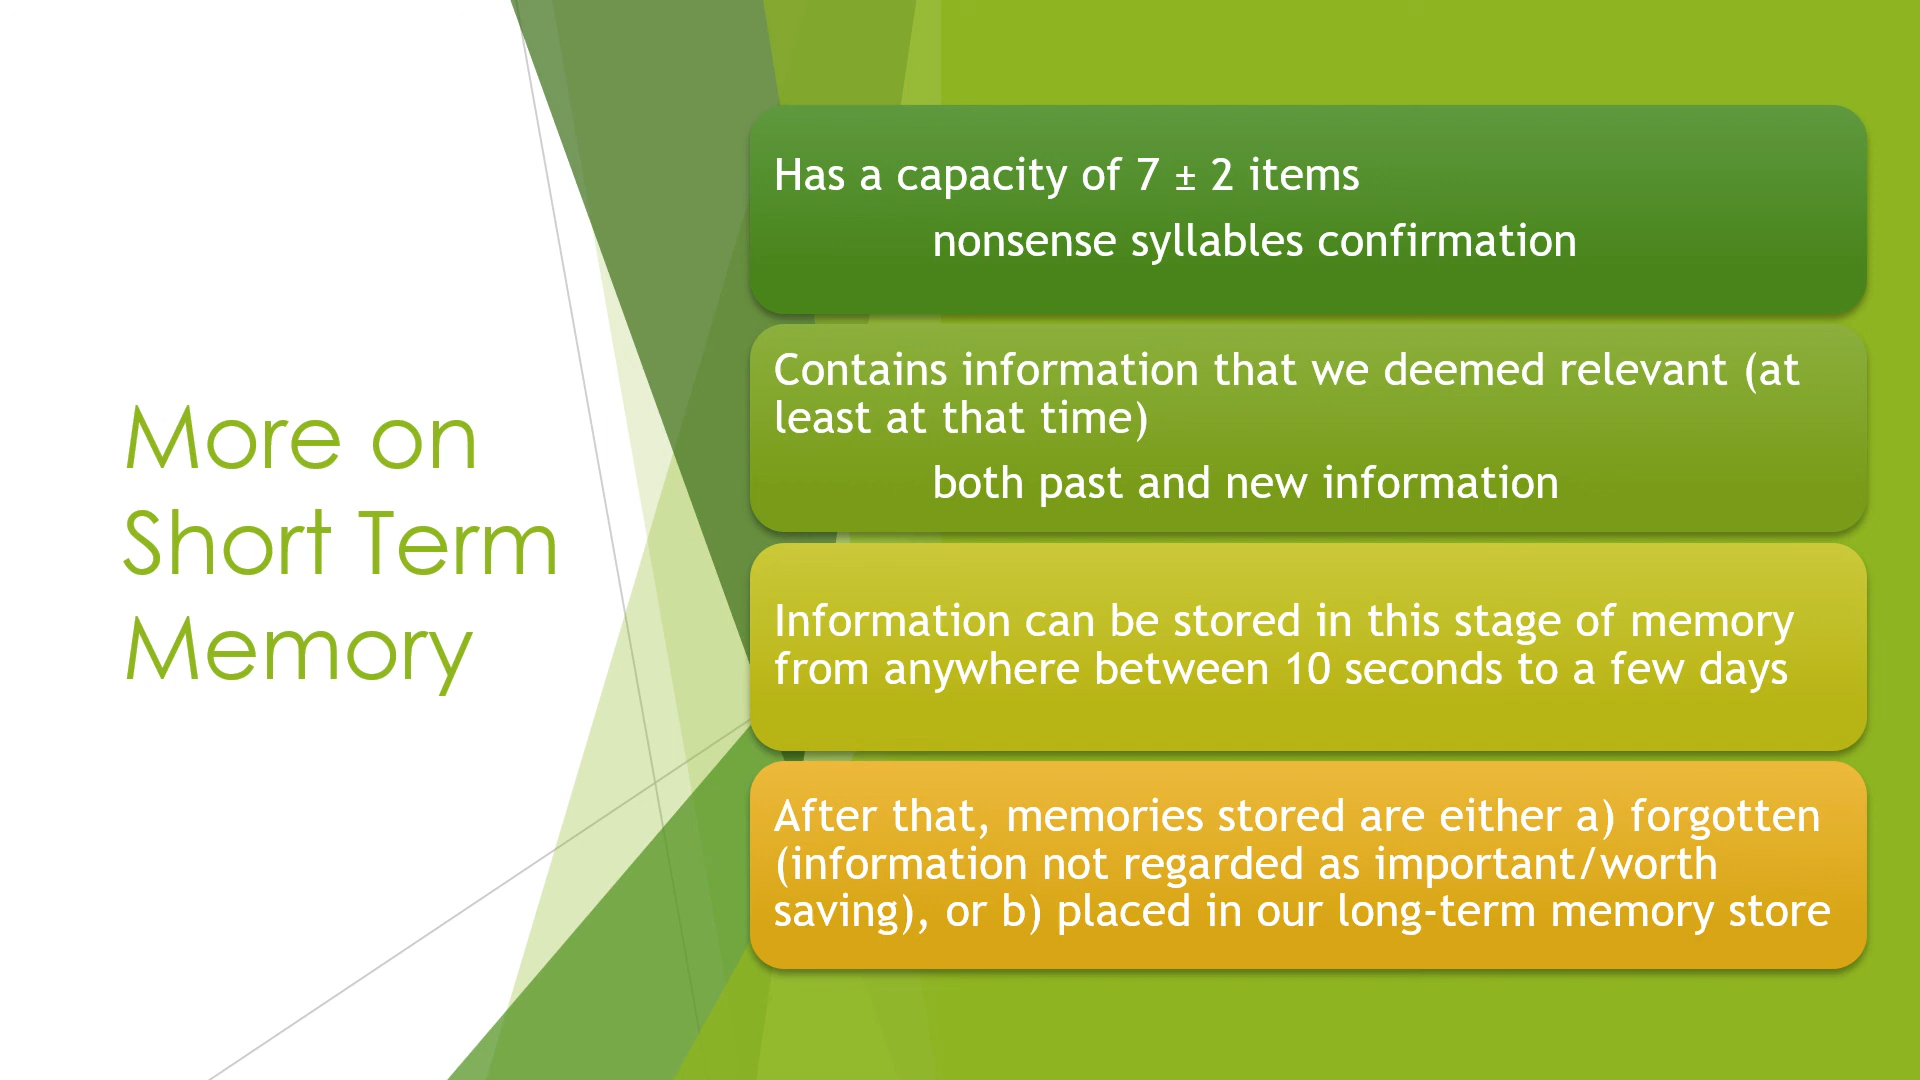 More on
Short Term
Memory
Has a capacity of 7 ± 2 items
nonsense syllables confirmation
Contains information that we deemed relevant (at
least at that time)
both past and new information
Information can be stored in this stage of memory
from anywhere between 10 seconds to a few days
After that, memories stored are either a) forgotten
(information not regarded as important/worth
saving), or b) placed in our long-term memory store